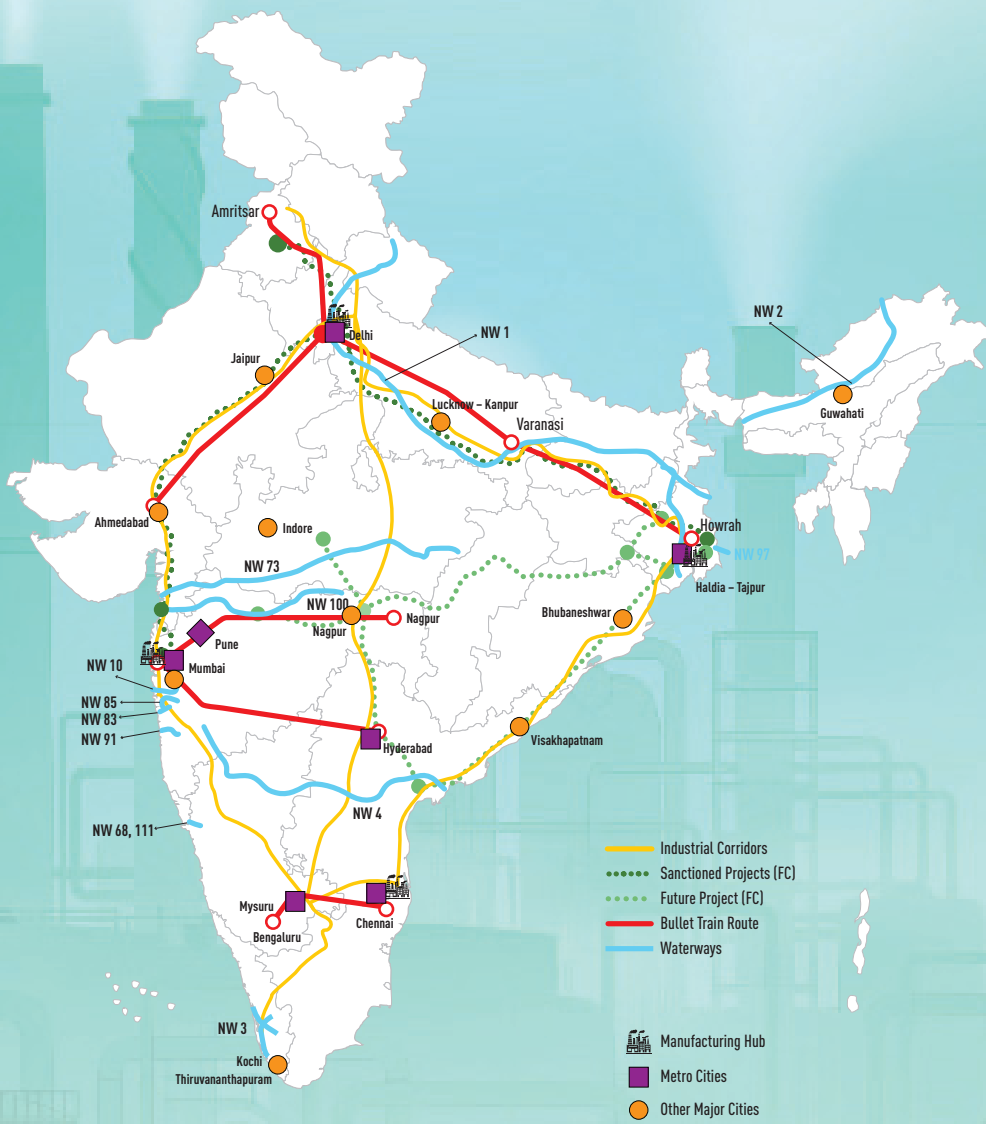 Amritsar
NW 2
NW 1
Delhi
Jaipur
Guwahati
Lucknow – Kanpur
Varanasi
Ahmedabad
Indore
Howrah
NW 97
NW 73
Haldia – Tajpur
NW 100
Bhubaneshwar
Nagpur
Nagpur
Pune
NW 10
Mumbai
NW 85
NW 83
NW 91
Visakhapatnam
Hyderabad
NW 4
NW 68, 111
Mysuru
Bengaluru
Chennai
NW 3
Kochi
Thiruvananthapuram
Industrial Corridors
Sanctioned Projects (FC)
Future Project (FC)
Bullet Train Route
Waterways
Manufacturing Hub
Metro Cities
Other Major Cities